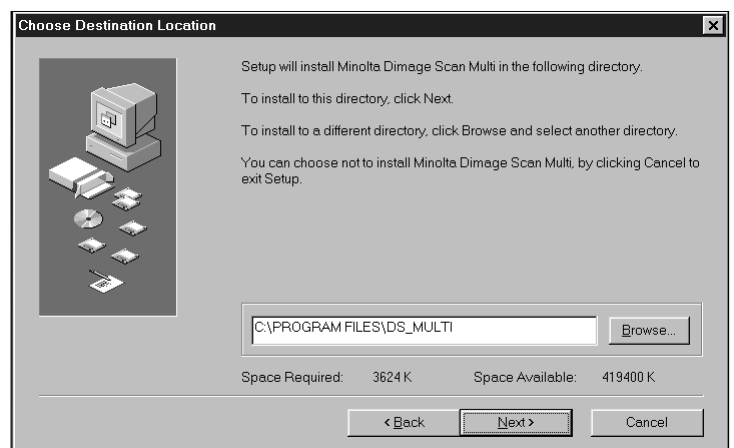 Choose Destination Location
Setup will install Minolta Dimage Scan Multi in the following directory.
To install to this directory, click Next.
To install to a different directory, click Browse and select another directory.
You can choose not to install Minolta Dimage Scan Multi, by clicking Cancel to
exit Setup.
C:\PROGRAM FILES\DS_MULTI
Browse...
Space Required: 3624 K Space Available: 419400 K
< Back Next > Cancel